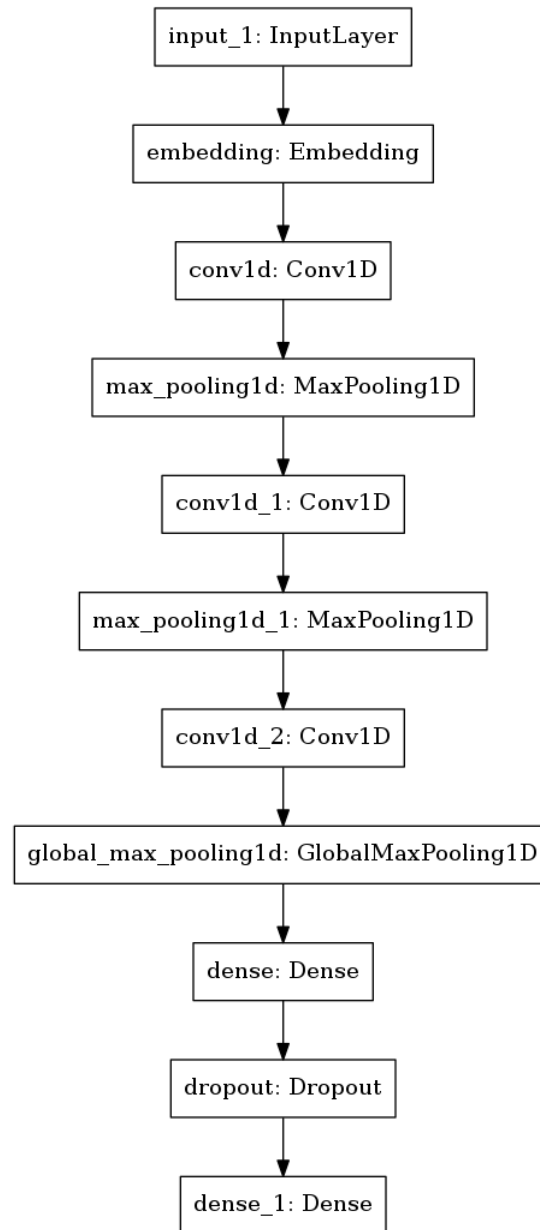 input_1: InputLayer
embedding: Embedding
conv1d: Conv1D
max_pooling1d: MaxPooling1D
conv1d_1: Conv1D
max_pooling1d_1: MaxPooling1D
conv1d_2: Conv1D
global_max_pooling1d: GlobalMaxPooling1D
dense: Dense
dropout: Dropout
dense_1: Dense